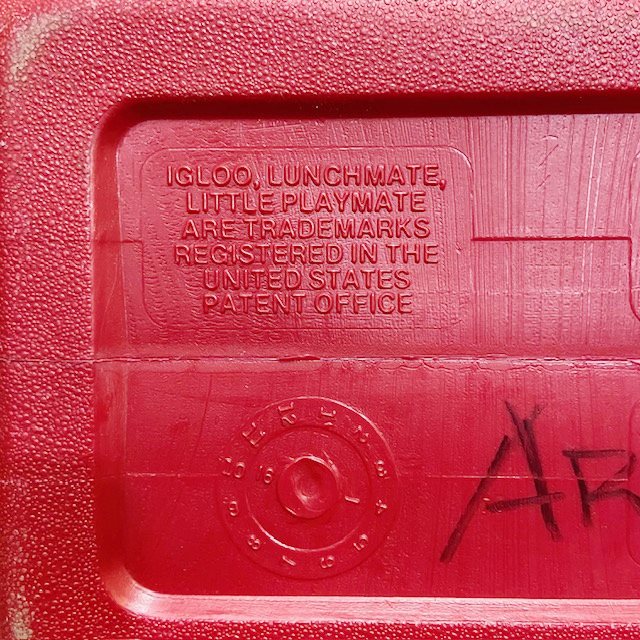 IGLOO, LUNCHMATE,
LITTLE PLAYMATE
ARE TRADEMARKS
REGISTERED IN THE
UNITED STATES
PATENT OFFICE